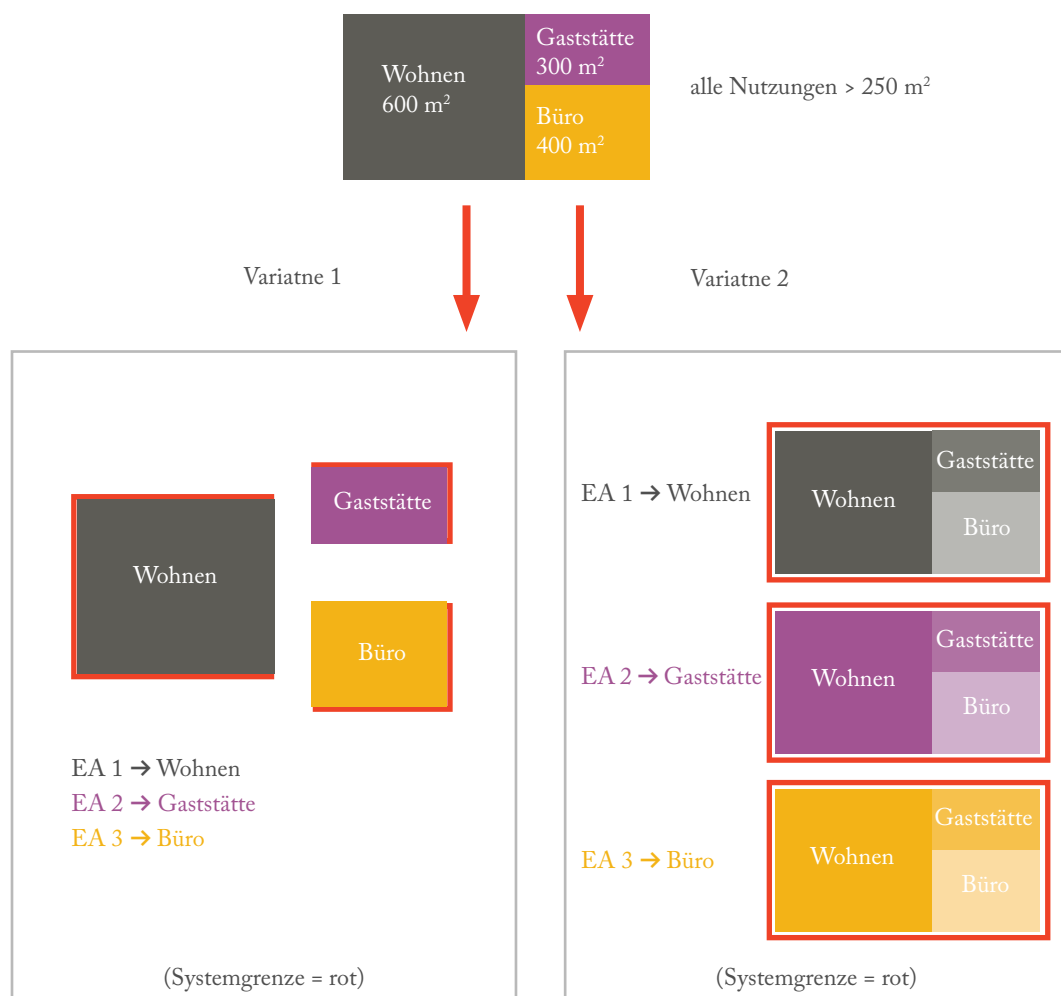 Wohnen
600 m²
Gaststätte
300 m²
Büro
400 m²
alle Nutzungen > 250 m²
Variatne 1
Variatne 2
Wohnen
Gaststätte
Büro
EA 1 → Wohnen
EA 2 → Gaststätte
EA 3 → Büro
(Systemgrenze = rot)
EA 1 → Wohnen
Wohnen
Gaststätte
Büro
EA 2 → Gaststätte
Wohnen
Gaststätte
Büro
EA 3 → Büro
Wohnen
Gaststätte
Büro
(Systemgrenze = rot)